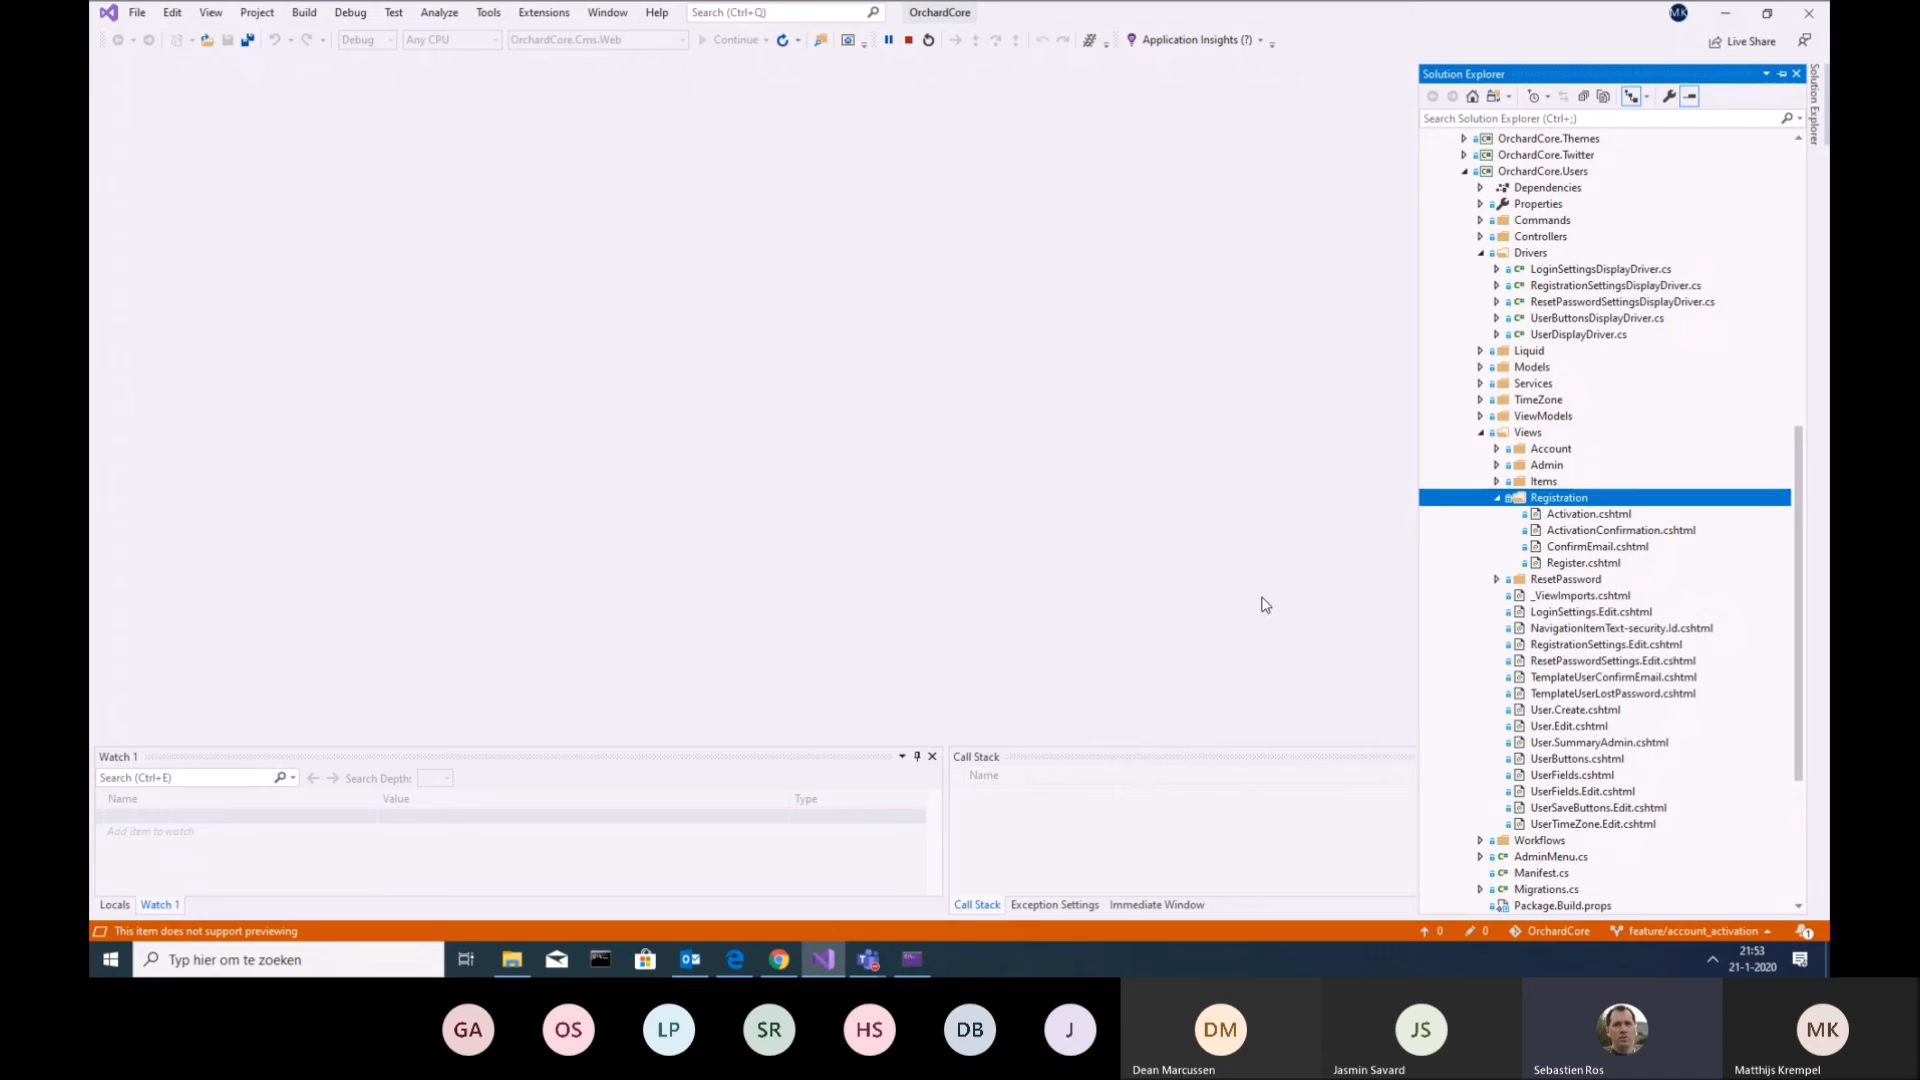 File Edit View Project Build Debug Test Analyze Tools Extensions Window Help Search (Ctrl+Q) OrchardCore MK
Debug Any CPU OrchardCore.Cms.Web Continue Application Insights (?) Live Share
Solution Explorer
Solution Explorer
Search Solution Explorer (Ctrl+;)
OrchardCore.Themes
OrchardCore.Twitter
OrchardCore.Users
Dependencies
Properties
Commands
Controllers
Drivers
LoginSettingsDisplayDriver.cs
RegistrationSettingsDisplayDriver.cs
ResetPasswordSettingsDisplayDriver.cs
UserButtonsDisplayDriver.cs
UserDisplayDriver.cs
Liquid
Models
Services
TimeZone
ViewModels
Views
Account
Admin
Items
Registration
Activation.cshtml
ActivationConfirmation.cshtml
ConfirmEmail.cshtml
Register.cshtml
ResetPassword
_ViewImports.cshtml
LoginSettings.Edit.cshtml
NavigationItemText-security.Id.cshtml
RegistrationSettings.Edit.cshtml
ResetPasswordSettings.Edit.cshtml
TemplateUserConfirmEmail.cshtml
TemplateUserLostPassword.cshtml
User.Create.cshtml
User.Edit.cshtml
User.SummaryAdmin.cshtml
UserButtons.cshtml
UserFields.cshtml
UserFields.Edit.cshtml
UserSaveButtons.Edit.cshtml
UserTimeZone.Edit.cshtml
Workflows
AdminMenu.cs
Manifest.cs
Migrations.cs
Package.Build.props
Watch 1
Search (Ctrl+E) Search Depth:
Name Value Type
Add item to watch
Locals Watch 1
Call Stack
Name
Call Stack Exception Settings Immediate Window
This item does not support previewing 0 0 OrchardCore feature/account_activation 1
Typ hier om te zoeken
21:53
21-1-2020
GA OS LP SR HS DB J DM JS MK
Dean Marcussen Jasmin Savard Sebastien Ros Matthijs Krempel